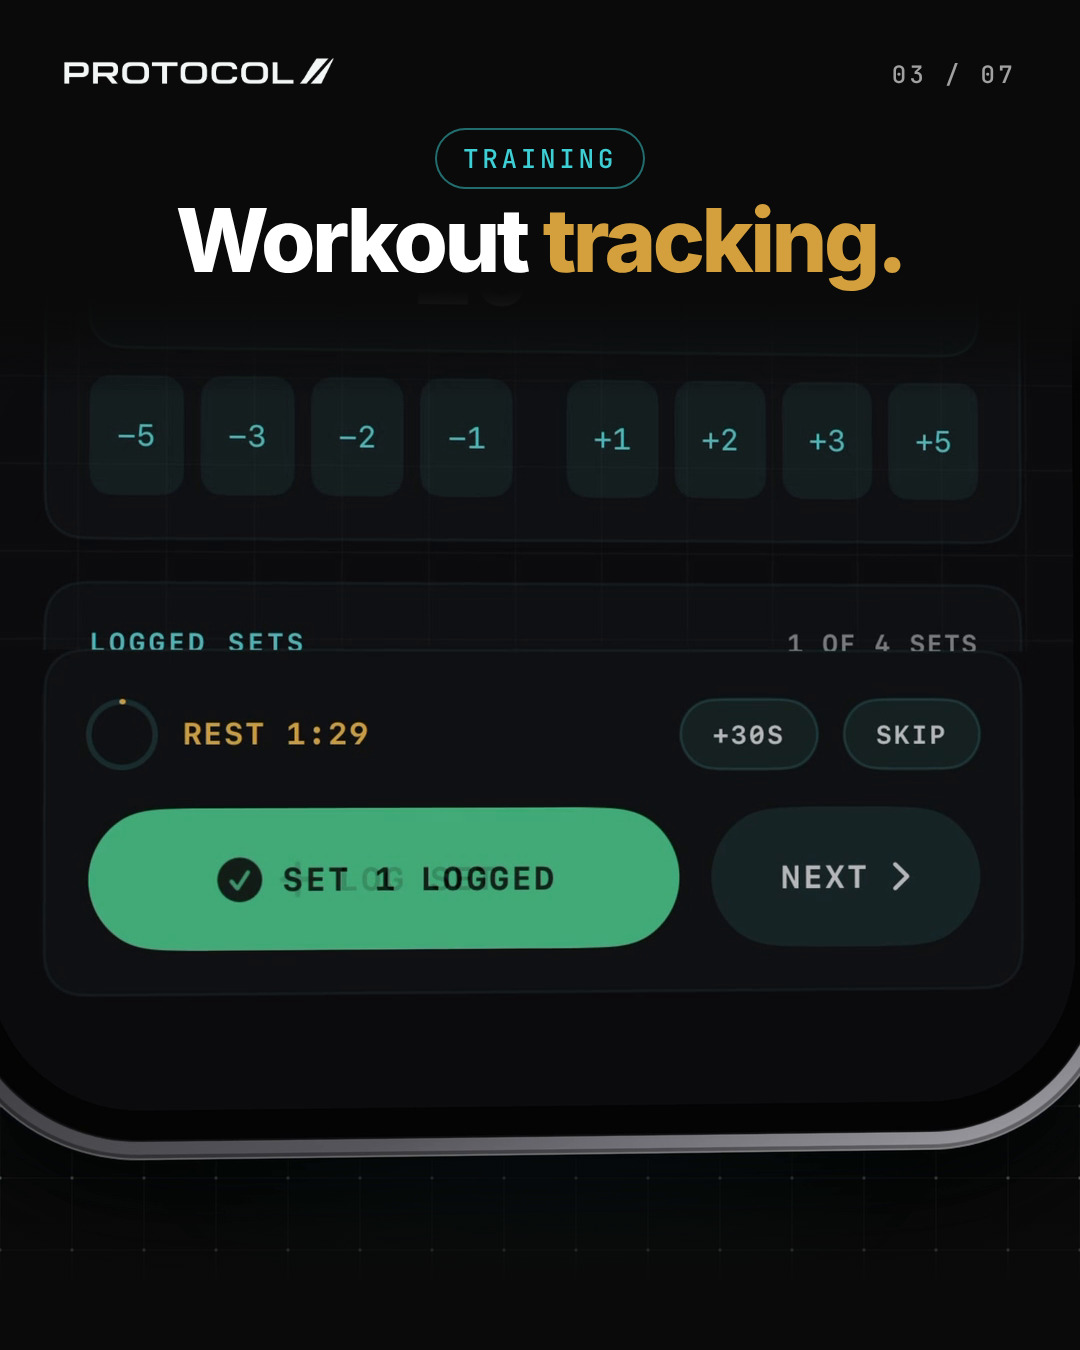 PROTOCOL
03 / 07
TRAINING
Workout tracking.
−5 −3 −2 −1 +1 +2 +3 +5
LOGGED SETS
1 OF 4 SETS
REST 1:29
+30S
SKIP
SET 1 LOGGED
NEXT